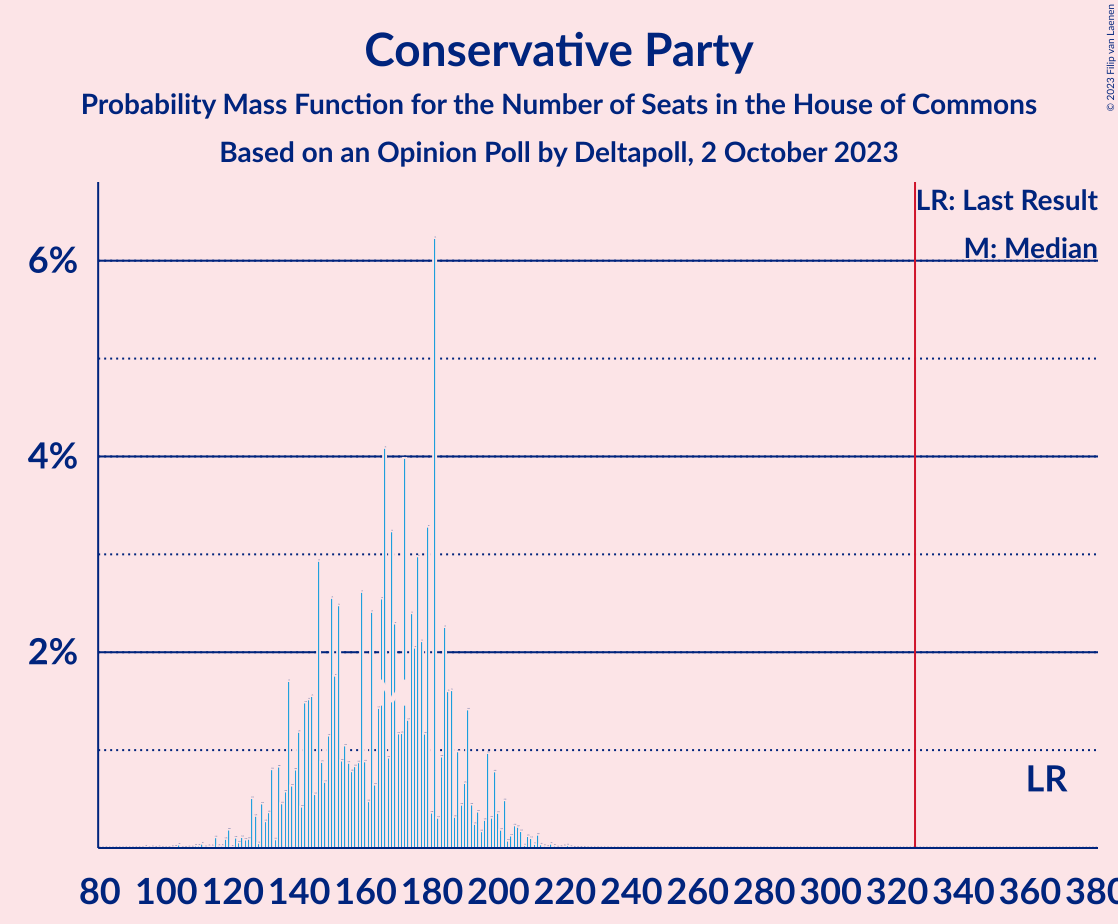 Conservative Party
Probability Mass Function for the Number of Seats in the House of Commons
Based on an Opinion Poll by Deltapoll, 2 October 2023
© 2023 Filip van Laenen
LR: Last Result
M: Median
6%
4%
2%
LR
80 100 120 140 160 180 200 220 240 260 280 300 320 340 360 380